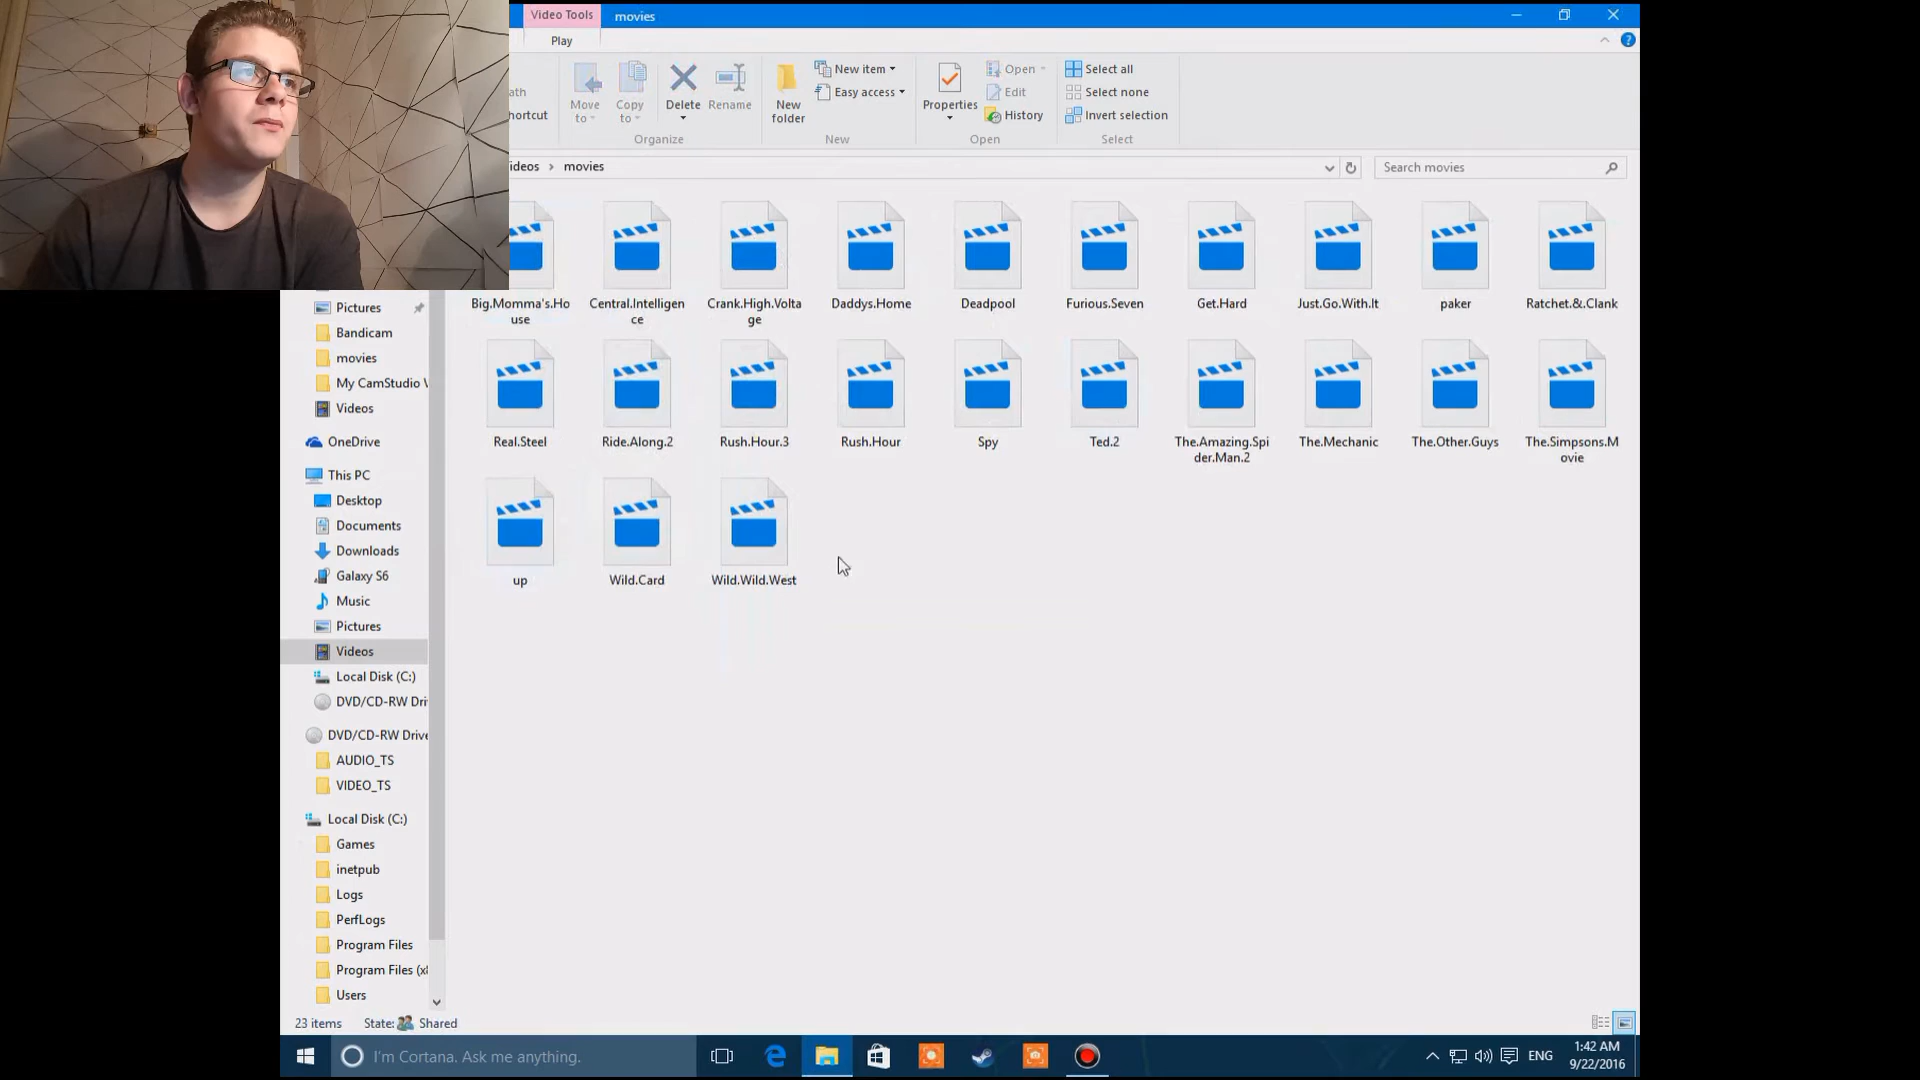 Video Tools
movies
Play
ath
hortcut
Move to
Copy to
Delete
Rename
Organize
New folder
New item
Easy access
New
Properties
Open
Edit
History
Open
Select all
Select none
Invert selection
Select
ideos > movies
Search movies
Big.Momma's.Ho
use
Central.Intelligen
ce
Crank.High.Volta
ge
Daddys.Home
Deadpool
Furious.Seven
Get.Hard
Just.Go.With.It
paker
Ratchet.&.Clank
Real.Steel
Ride.Along.2
Rush.Hour.3
Rush.Hour
Spy
Ted.2
The.Amazing.Spi
der.Man.2
The.Mechanic
The.Other.Guys
The.Simpsons.M
ovie
up
Wild.Card
Wild.Wild.West
Pictures
Bandicam
movies
My CamStudio V
Videos
OneDrive
This PC
Desktop
Documents
Downloads
Galaxy S6
Music
Pictures
Videos
Local Disk (C:)
DVD/CD-RW Dri
DVD/CD-RW Drive
AUDIO_TS
VIDEO_TS
Local Disk (C:)
Games
inetpub
Logs
PerfLogs
Program Files
Program Files (x8
Users
23 items
State: Shared
I'm Cortana. Ask me anything.
ENG
1:42 AM
9/22/2016